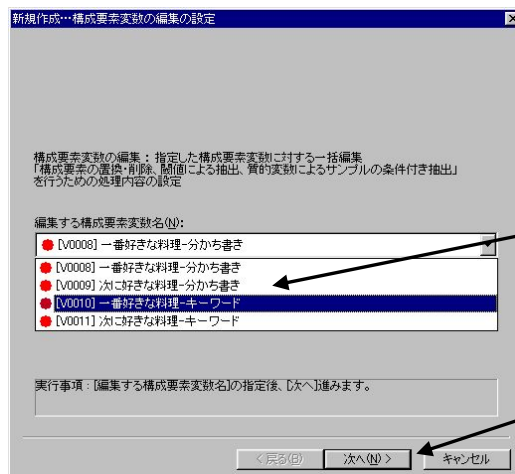 新規作成…構成要素変数の編集の設定
構成要素変数の編集：指定した構成要素変数に対する一括編集
「構成要素の置換・削除、閾値による抽出、質的変数によるサンプルの条件付き抽出」
を行うための処理内容の設定
編集する構成要素変数名(N):
[V0008] 一番好きな料理-分かち書き
[V0008] 一番好きな料理-分かち書き
[V0009] 次に好きな料理-分かち書き
[V0010] 一番好きな料理-キーワード
[V0011] 次に好きな料理-キーワード
実行事項：[編集する構成要素変数名]の指定後、[次へ]進みます。
< 戻る(B) 次へ(N) > キャンセル